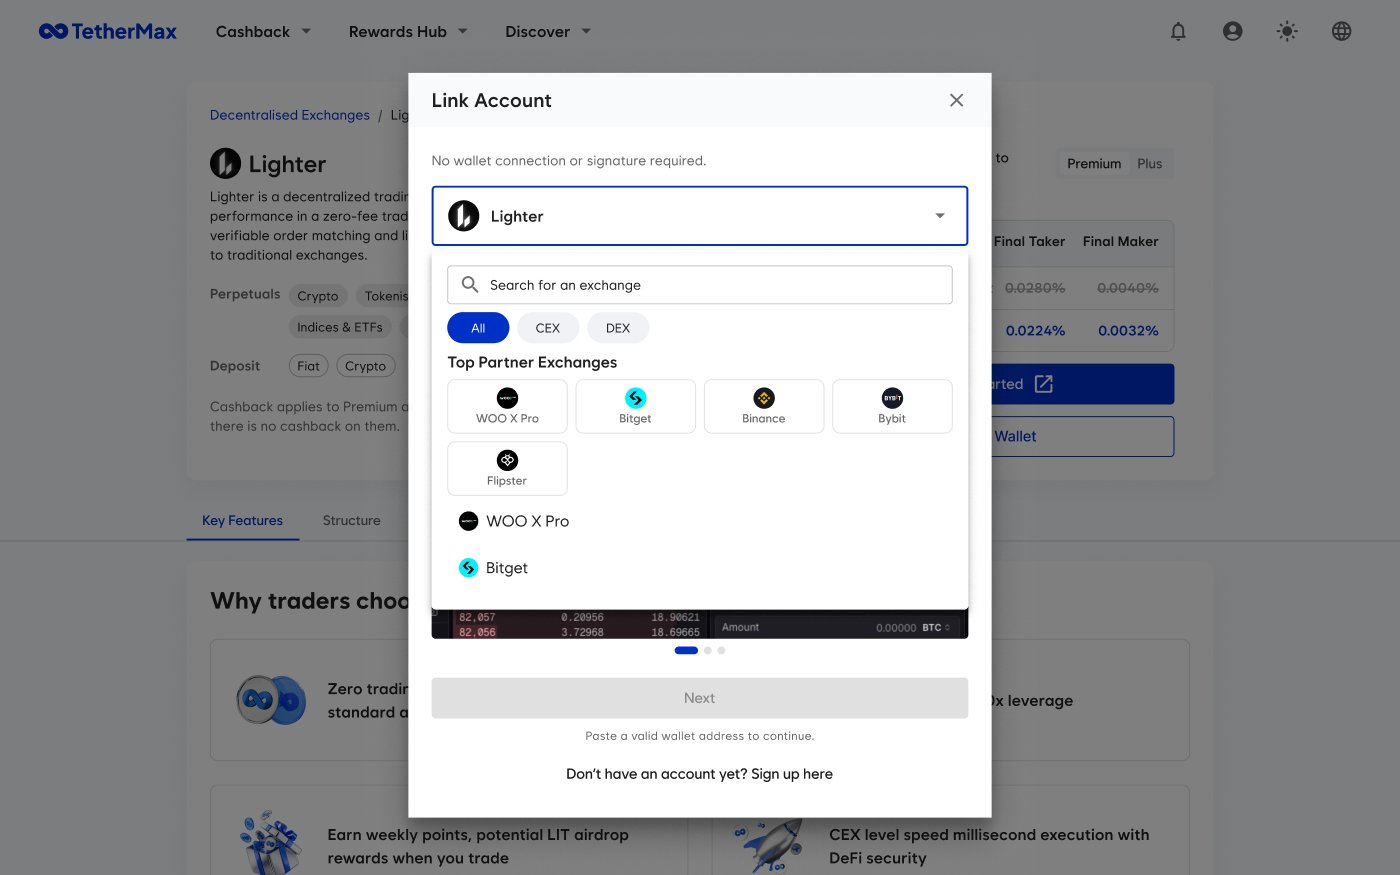 TetherMax
Cashback
Rewards Hub
Discover
Link Account
No wallet connection or signature required.
Lighter
Search for an exchange
All
CEX
DEX
Top Partner Exchanges
WOO X Pro
Bitget
Binance
Bybit
Flipster
WOO X Pro
Bitget
82,057 0.20956 18.90621
82,056 3.72968 18.69665
Amount 0.00000 BTC
Next
Paste a valid wallet address to continue.
Don't have an account yet? Sign up here
Decentralised Exchanges /
Lighter
Lighter is a decentralized
performance in a zero-fee
verifiable order matching and
to traditional exchanges.
Perpetuals
Crypto
Indices & ETFs
Deposit
Fiat
Crypto
Cashback applies to Premium
there is no cashback on them.
to
Premium
Plus
Final Taker Final Maker
0.0280% 0.0040%
0.0224% 0.0032%
Wallet
Key Features
Structure
Why traders
Zero
standard
leverage
Earn weekly points, potential LIT airdrop
rewards when you trade
CEX level speed millisecond execution with
DeFi security